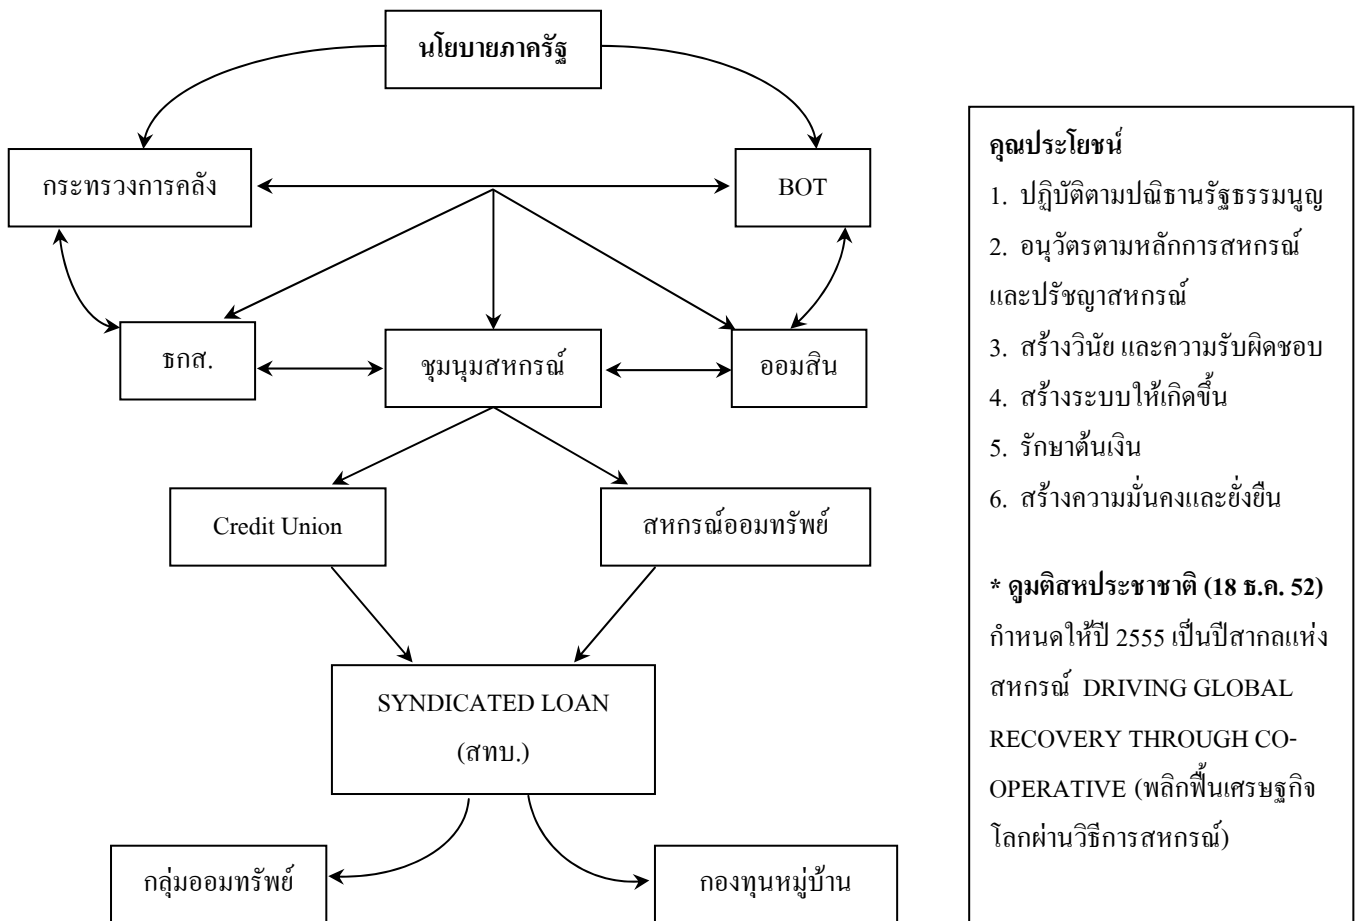 นโยบายภาครัฐ
กระทรวงการคลัง
BOT
ธกส.
ชุมนุมสหกรณ์
ออมสิน
Credit Union
สหกรณ์ออมทรัพย์
SYNDICATED LOAN
(สทบ.)
กลุ่มออมทรัพย์
กองทุนหมู่บ้าน
คุณประโยชน์
1. ปฏิบัติตามปณิธานรัฐธรรมนูญ
2. อนุวัตรตามหลักการสหกรณ์
และปรัชญาสหกรณ์
3. สร้างวินัย และความรับผิดชอบ
4. สร้างระบบให้เกิดขึ้น
5. รักษาต้นเงิน
6. สร้างความมั่นคงและยั่งยืน
* ดูมติสหประชาชาติ (18 ธ.ค. 52)
กำหนดให้ปี 2555 เป็นปีสากลแห่ง
สหกรณ์ DRIVING GLOBAL
RECOVERY THROUGH CO-
OPERATIVE (พลิกฟื้นเศรษฐกิจ
โลกผ่านวิธีการสหกรณ์)